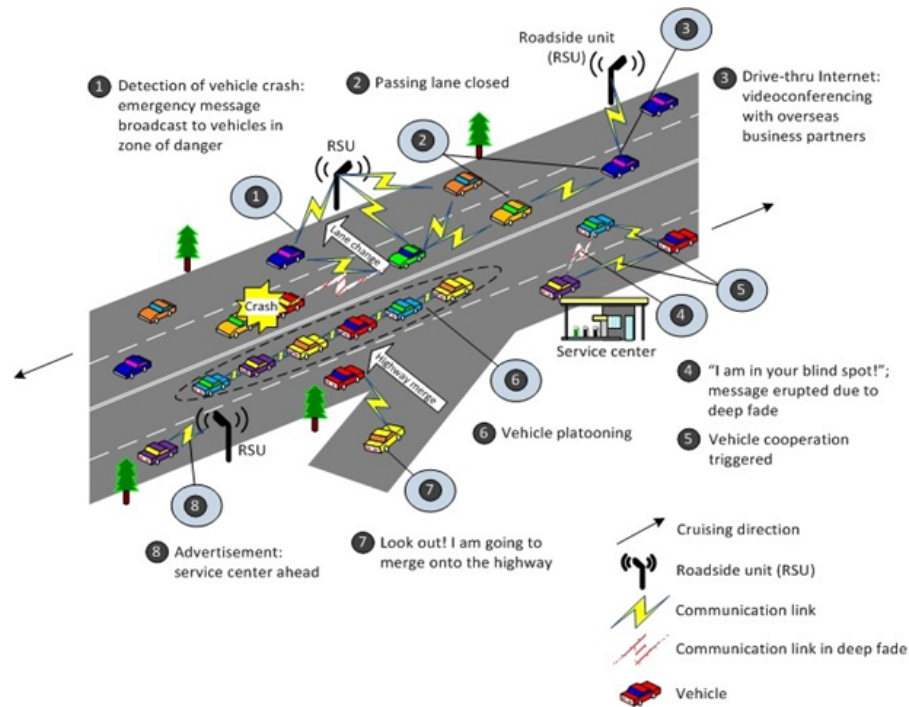 Roadside unit
(RSU)
1 Detection of vehicle crash:
emergency message
broadcast to vehicles in
zone of danger
2 Passing lane closed
3
3 Drive-thru Internet:
videoconferencing
with overseas
business partners
RSU
2
1
Lane change
Crash
4
5
Service center
6
Highway merge
4 "I am in your blind spot!";
message erupted due to
deep fade
5 Vehicle cooperation
triggered
6 Vehicle platooning
RSU
7
8
8 Advertisement:
service center ahead
7 Look out! I am going to
merge onto the highway
Cruising direction
Roadside unit (RSU)
Communication link
Communication link in deep fade
Vehicle